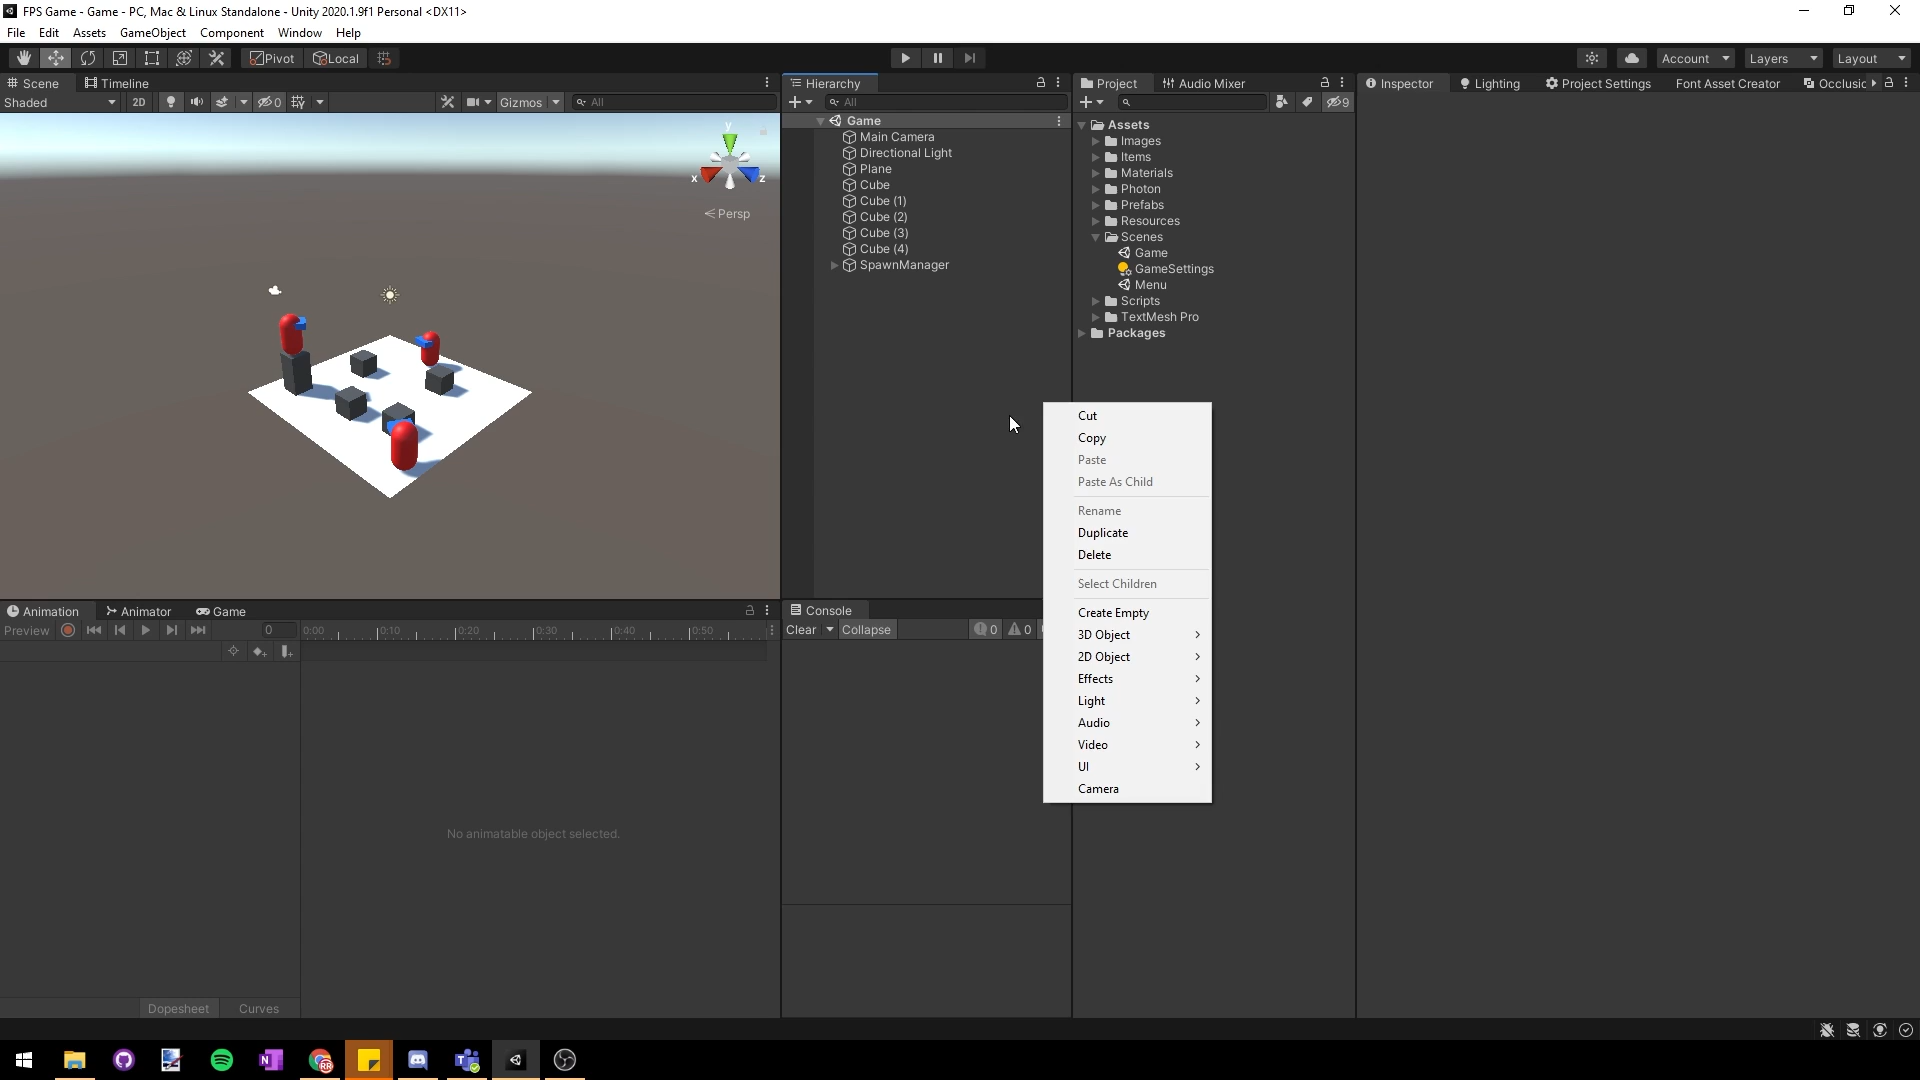 FPS Game - Game - PC, Mac & Linux Standalone - Unity 2020.1.9f1 Personal <DX11>
File Edit Assets GameObject Component Window Help
Pivot Local Account Layers Layout
Scene Timeline
Shaded 2D 0 Gizmos All
y
x z
Persp
Hierarchy
All
Game
Main Camera
Directional Light
Plane
Cube
Cube (1)
Cube (2)
Cube (3)
Cube (4)
SpawnManager
Project Audio Mixer
9
Assets
Images
Items
Materials
Photon
Prefabs
Resources
Scenes
Game
GameSettings
Menu
Scripts
TextMesh Pro
Packages
Inspector Lighting Project Settings Font Asset Creator Occlusic
Cut
Copy
Paste
Paste As Child
Rename
Duplicate
Delete
Select Children
Create Empty
3D Object
2D Object
Effects
Light
Audio
Video
UI
Camera
Animation Animator Game
Preview 0 0:00 0:10 0:20 0:30 0:40 0:50
No animatable object selected.
Dopesheet Curves
Console
Clear Collapse 0 0